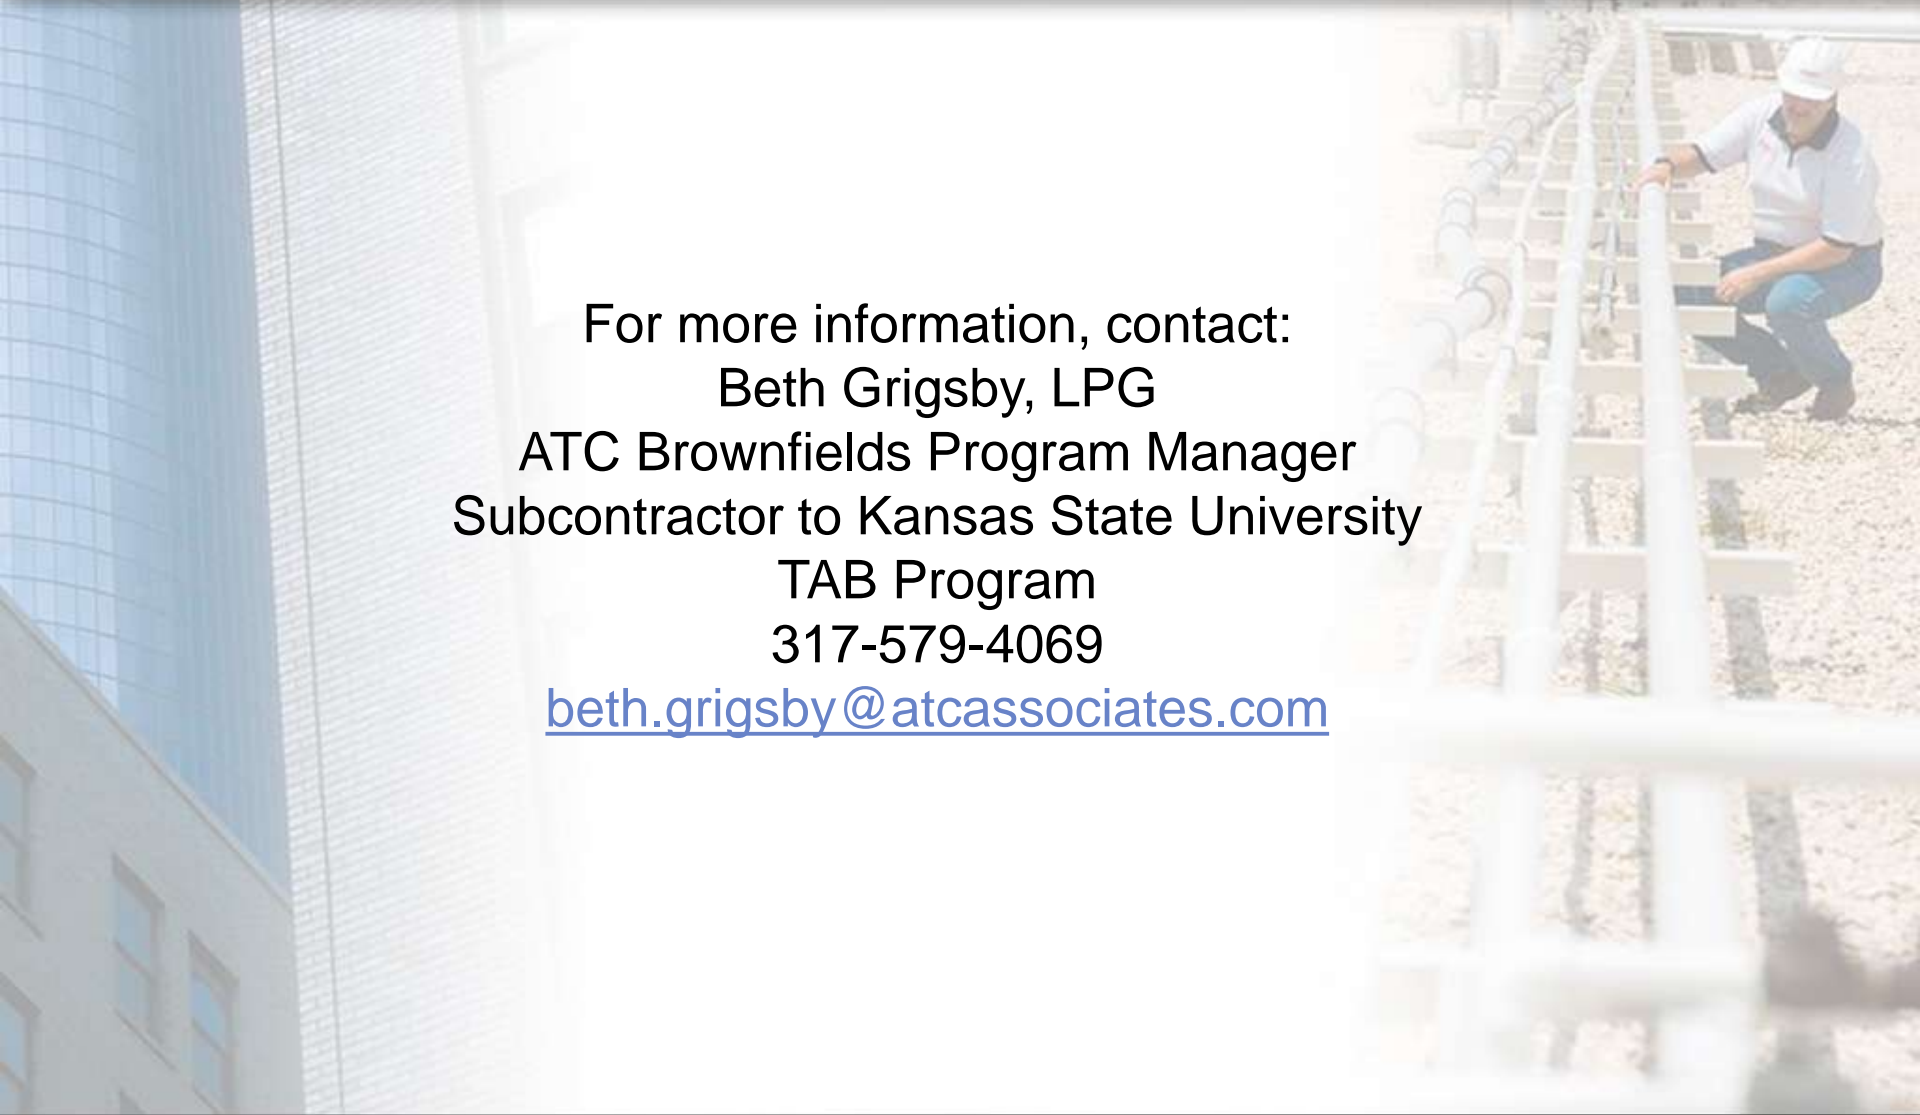 For more information, contact:
Beth Grigsby, LPG
ATC Brownfields Program Manager
Subcontractor to Kansas State University
TAB Program
317-579-4069
beth.grigsby@atcassociates.com